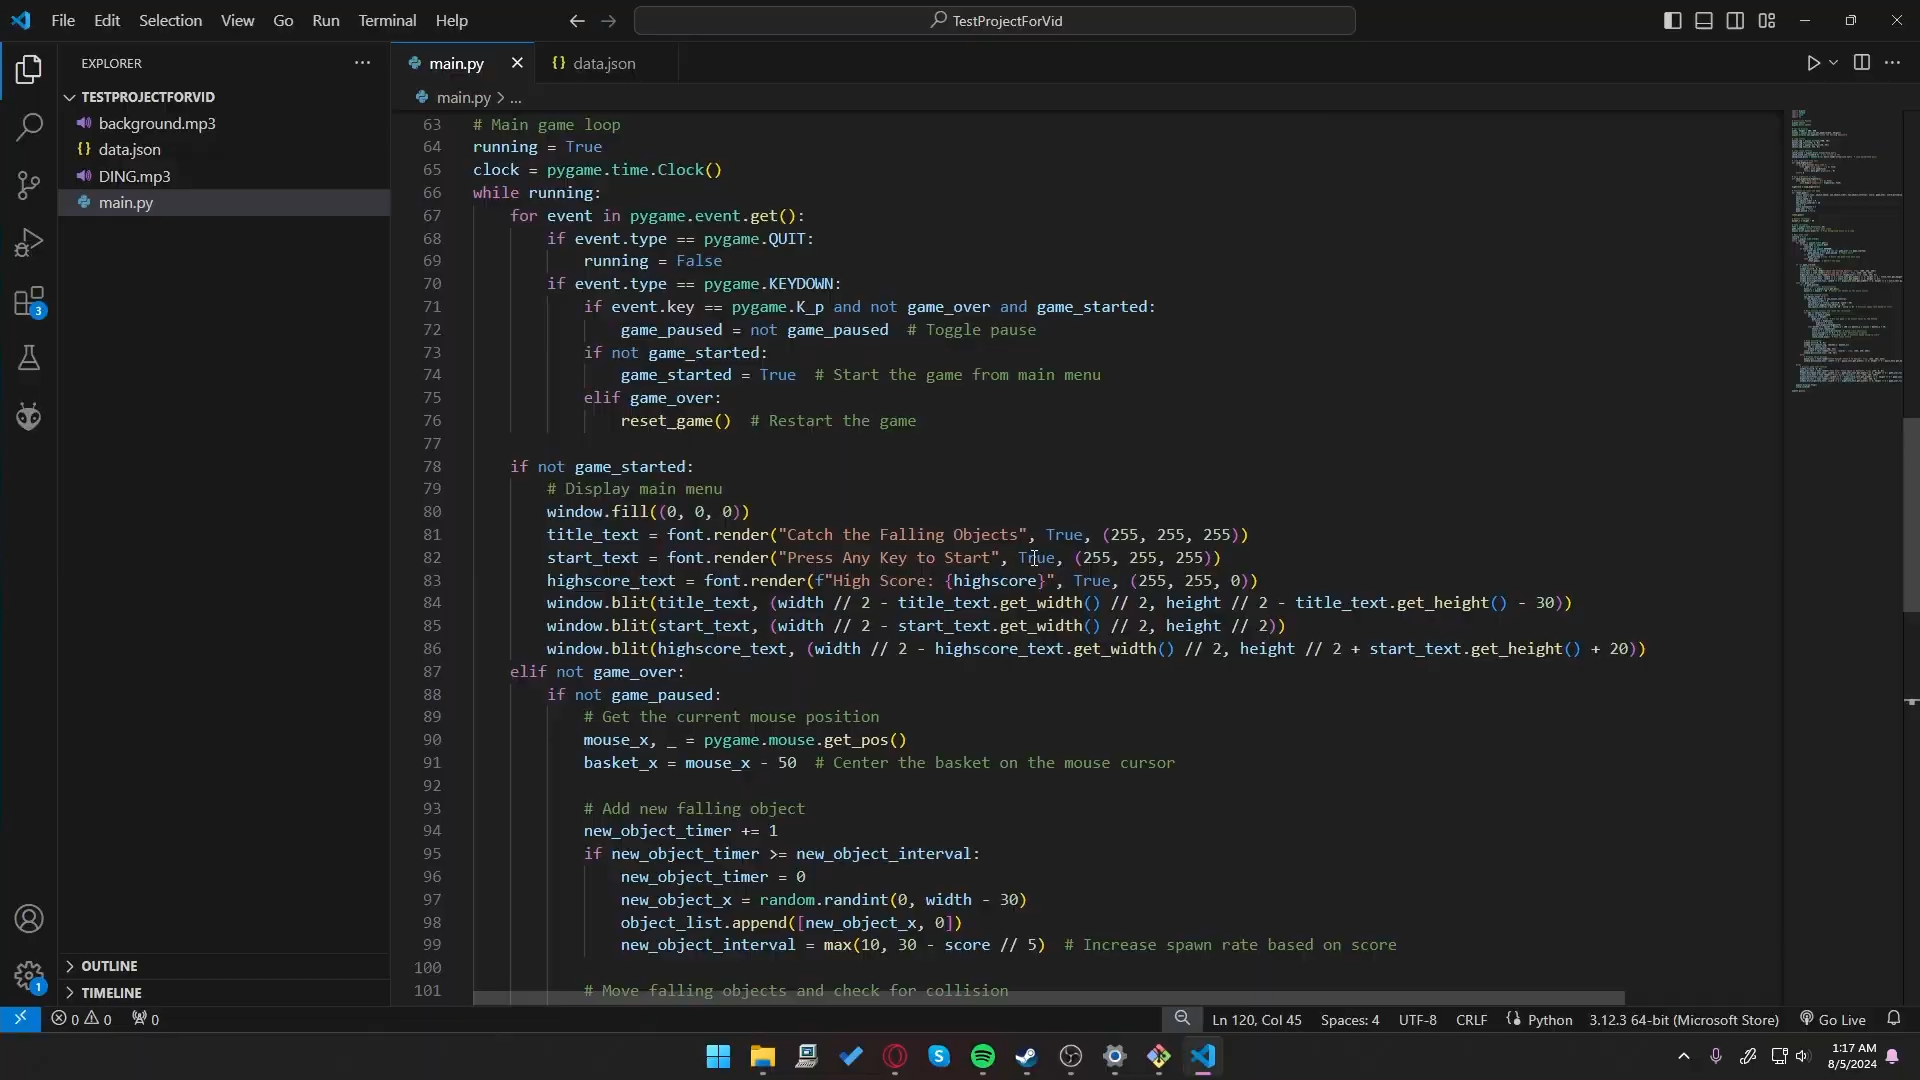 File Edit Selection View Go Run Terminal Help
TestProjectForVid
EXPLORER
TESTPROJECTFORVID
background.mp3
data.json
DING.mp3
main.py
OUTLINE
TIMELINE
3
1
main.py
data.json
main.py > ...
63 # Main game loop
64 running = True
65 clock = pygame.time.Clock()
66 while running:
67 for event in pygame.event.get():
68 if event.type == pygame.QUIT:
69 running = False
70 if event.type == pygame.KEYDOWN:
71 if event.key == pygame.K_p and not game_over and game_started:
72 game_paused = not game_paused # Toggle pause
73 if not game_started:
74 game_started = True # Start the game from main menu
75 elif game_over:
76 reset_game() # Restart the game
77
78 if not game_started:
79 # Display main menu
80 window.fill((0, 0, 0))
81 title_text = font.render("Catch the Falling Objects", True, (255, 255, 255))
82 start_text = font.render("Press Any Key to Start", True, (255, 255, 255))
83 highscore_text = font.render(f"High Score: {highscore}", True, (255, 255, 0))
84 window.blit(title_text, (width // 2 - title_text.get_width() // 2, height // 2 - title_text.get_height() - 30))
85 window.blit(start_text, (width // 2 - start_text.get_width() // 2, height // 2))
86 window.blit(highscore_text, (width // 2 - highscore_text.get_width() // 2, height // 2 + start_text.get_height() + 20))
87 elif not game_over:
88 if not game_paused:
89 # Get the current mouse position
90 mouse_x, _ = pygame.mouse.get_pos()
91 basket_x = mouse_x - 50 # Center the basket on the mouse cursor
92
93 # Add new falling object
94 new_object_timer += 1
95 if new_object_timer >= new_object_interval:
96 new_object_timer = 0
97 new_object_x = random.randint(0, width - 30)
98 object_list.append([new_object_x, 0])
99 new_object_interval = max(10, 30 - score // 5) # Increase spawn rate based on score
100
101 # Move falling objects and check for collision
0 0 0
Ln 120, Col 45 Spaces: 4 UTF-8 CRLF Python 3.12.3 64-bit (Microsoft Store) Go Live
1:17 AM
8/5/2024